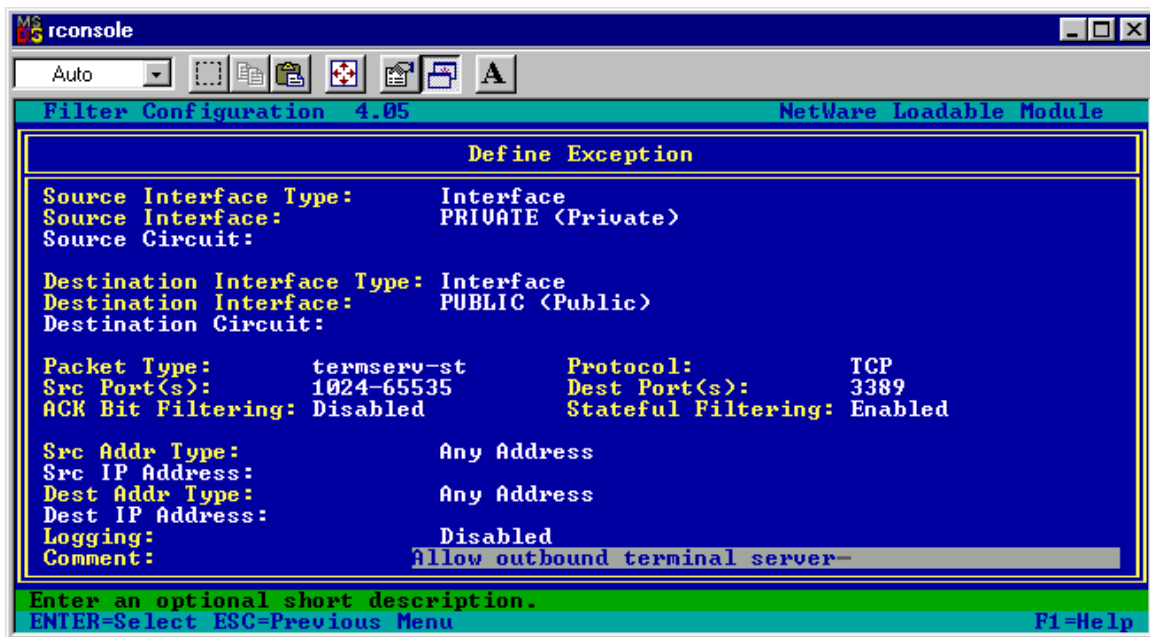 rconsole
Auto A
Filter Configuration 4.05 NetWare Loadable Module
Define Exception
Source Interface Type: Interface
Source Interface: PRIVATE (Private)
Source Circuit:
Destination Interface Type: Interface
Destination Interface: PUBLIC (Public)
Destination Circuit:
Packet Type: termserv-st Protocol: TCP
Src Port(s): 1024-65535 Dest Port(s): 3389
ACK Bit Filtering: Disabled Stateful Filtering: Enabled
Src Addr Type: Any Address
Src IP Address:
Dest Addr Type: Any Address
Dest IP Address:
Logging: Disabled
Comment: Allow outbound terminal server
Enter an optional short description.
ENTER=Select ESC=Previous Menu F1=Help